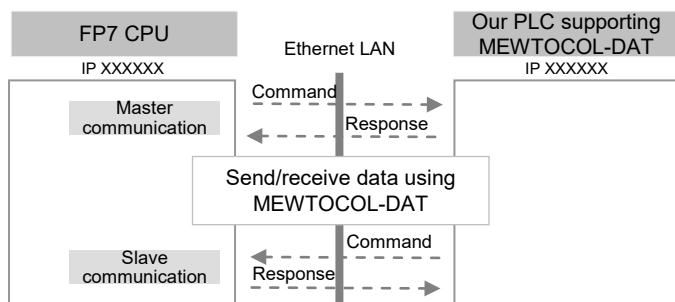 FP7 CPU
Ethernet LAN
Our PLC supporting
MEWTOCOL-DAT
IP XXXXXX
IP XXXXXX
Command
Master
communication
Response
Send/receive data using
MEWTOCOL-DAT
Command
Slave
communication
Response